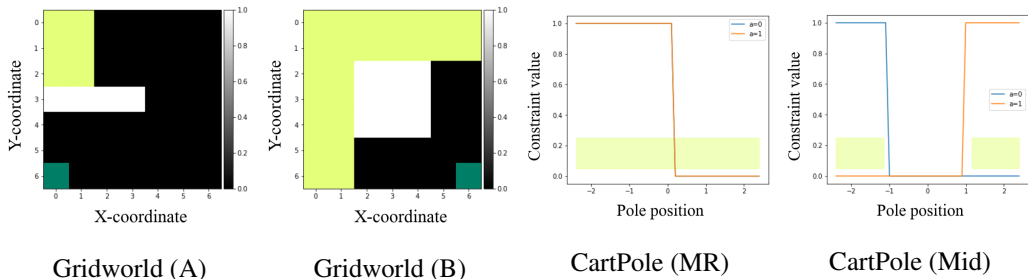 Y-coordinate
0
1
2
3
4
5
6
0 1 2 3 4 5 6
X-coordinate
1.0
0.8
0.6
0.4
0.2
0.0
Gridworld (A)
Y-coordinate
0
1
2
3
4
5
6
0 1 2 3 4 5 6
X-coordinate
1.0
0.8
0.6
0.4
0.2
0.0
Gridworld (B)
Constraint value
1.0
0.8
0.6
0.4
0.2
0.0
−2 −1 0 1 2
Pole position
a=0
a=1
CartPole (MR)
Constraint value
1.0
0.8
0.6
0.4
0.2
0.0
−2 −1 0 1 2
Pole position
a=0
a=1
CartPole (Mid)